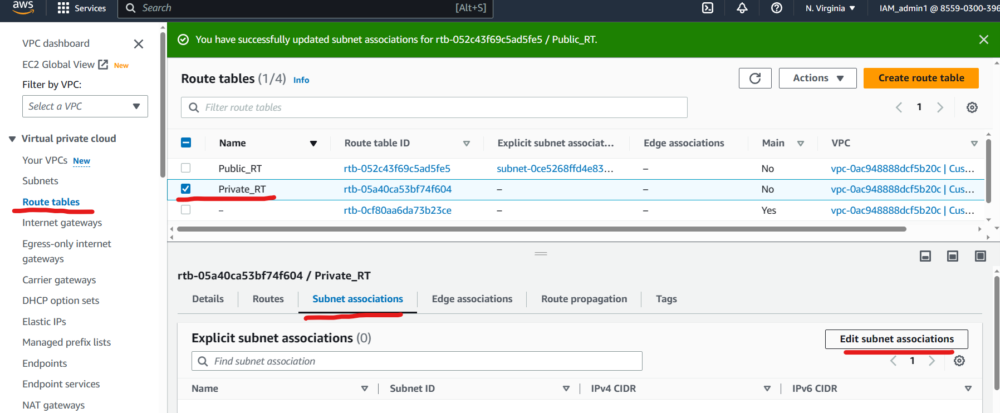 aws Services Search [Alt+S] N. Virginia ▼ IAM_admin1 @ 8559-0300-396
VPC dashboard
EC2 Global View New
Filter by VPC:
Select a VPC
Virtual private cloud
Your VPCs New
Subnets
Route tables
Internet gateways
Egress-only internet
gateways
Carrier gateways
DHCP option sets
Elastic IPs
Managed prefix lists
Endpoints
Endpoint services
NAT gateways
You have successfully updated subnet associations for rtb-052c43f69c5ad5fe5 / Public_RT.
Route tables (1/4) Info Actions Create route table
Filter route tables 1
Name Route table ID Explicit subnet associat... Edge associations Main VPC
Public_RT rtb-052c43f69c5ad5fe5 subnet-0ce5268ffd4e83... – No vpc-0ac948888dcf5b20c | Cus...
Private_RT rtb-05a40ca53bf74f604 – – No vpc-0ac948888dcf5b20c | Cus...
– rtb-0cf80aa6da73b23ce – – Yes vpc-0ac948888dcf5b20c | Cus...
rtb-05a40ca53bf74f604 / Private_RT
Details Routes Subnet associations Edge associations Route propagation Tags
Explicit subnet associations (0) Edit subnet associations
Find subnet association 1
Name Subnet ID IPv4 CIDR IPv6 CIDR